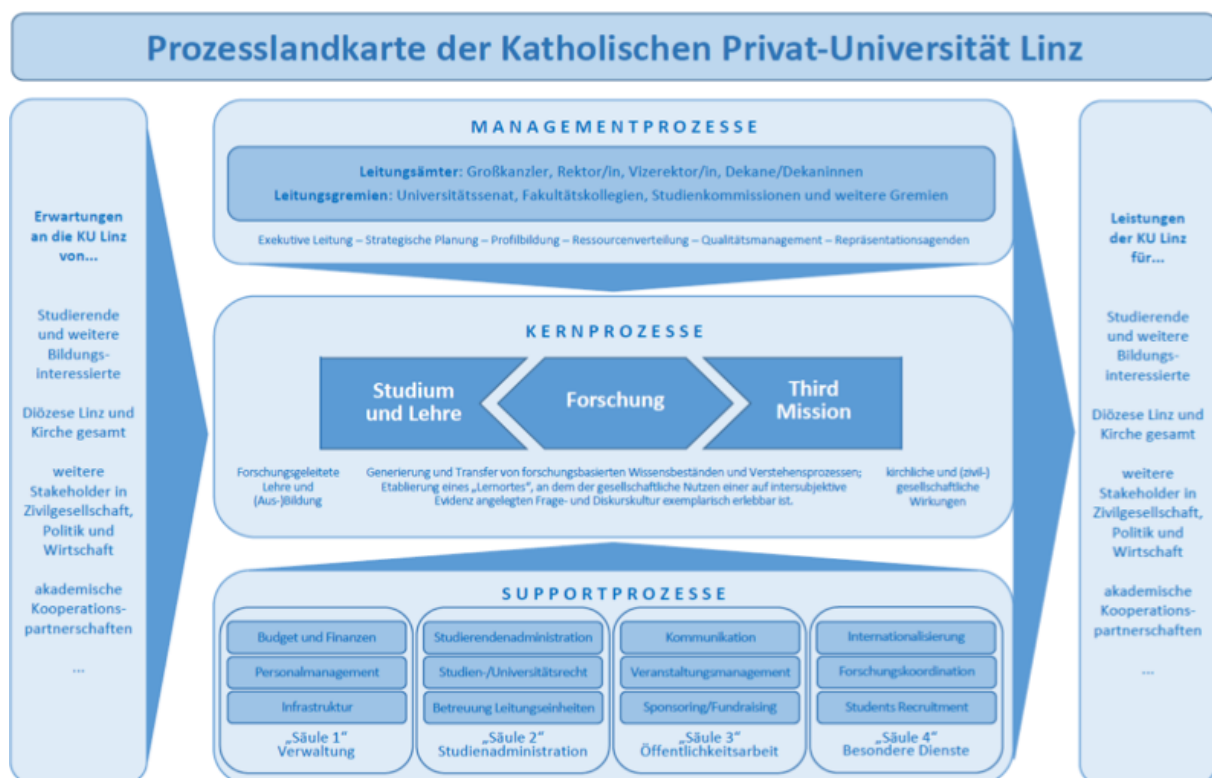 Prozesslandkarte der Katholischen Privat-Universität Linz
Erwartungen
an die KU Linz
von...
Studierende
und weitere
Bildungs-
interessierte
Diözese Linz und
Kirche gesamt
weitere
Stakeholder in
Zivilgesellschaft,
Politik und
Wirtschaft
akademische
Kooperations-
partnerschaften
...
MANAGEMENTPROZESSE
Leitungsämter: Großkanzler, Rektor/in, Vizerektor/in, Dekane/Dekaninnen
Leitungsgremien: Universitätssenat, Fakultätskollegien, Studienkommissionen und weitere Gremien
Exekutive Leitung – Strategische Planung – Profilbildung – Ressourcenverteilung – Qualitätsmanagement – Repräsentationsagenden
KERNPROZESSE
Studium
und Lehre
Forschung
Third
Mission
Forschungsgeleitete
Lehre und
(Aus-)Bildung
Generierung und Transfer von forschungsbasierten Wissensbeständen und Verstehensprozessen;
Etablierung eines „Lernortes“, an dem der gesellschaftliche Nutzen einer auf intersubjektive
Evidenz angelegten Frage- und Diskurskultur exemplarisch erlebbar ist.
kirchliche und (zivil-)
gesellschaftliche
Wirkungen
SUPPORTPROZESSE
Budget und Finanzen
Personalmanagement
Infrastruktur
„Säule 1“
Verwaltung
Studierendenadministration
Studien-/Universitätsrecht
Betreuung Leitungseinheiten
„Säule 2“
Studienadministration
Kommunikation
Veranstaltungsmanagement
Sponsoring/Fundraising
„Säule 3“
Öffentlichkeitsarbeit
Internationalisierung
Forschungskoordination
Students Recruitment
„Säule 4“
Besondere Dienste
Leistungen
der KU Linz
für...
Studierende
und weitere
Bildungs-
interessierte
Diözese Linz und
Kirche gesamt
weitere
Stakeholder in
Zivilgesellschaft,
Politik und
Wirtschaft
akademische
Kooperations-
partnerschaften
...